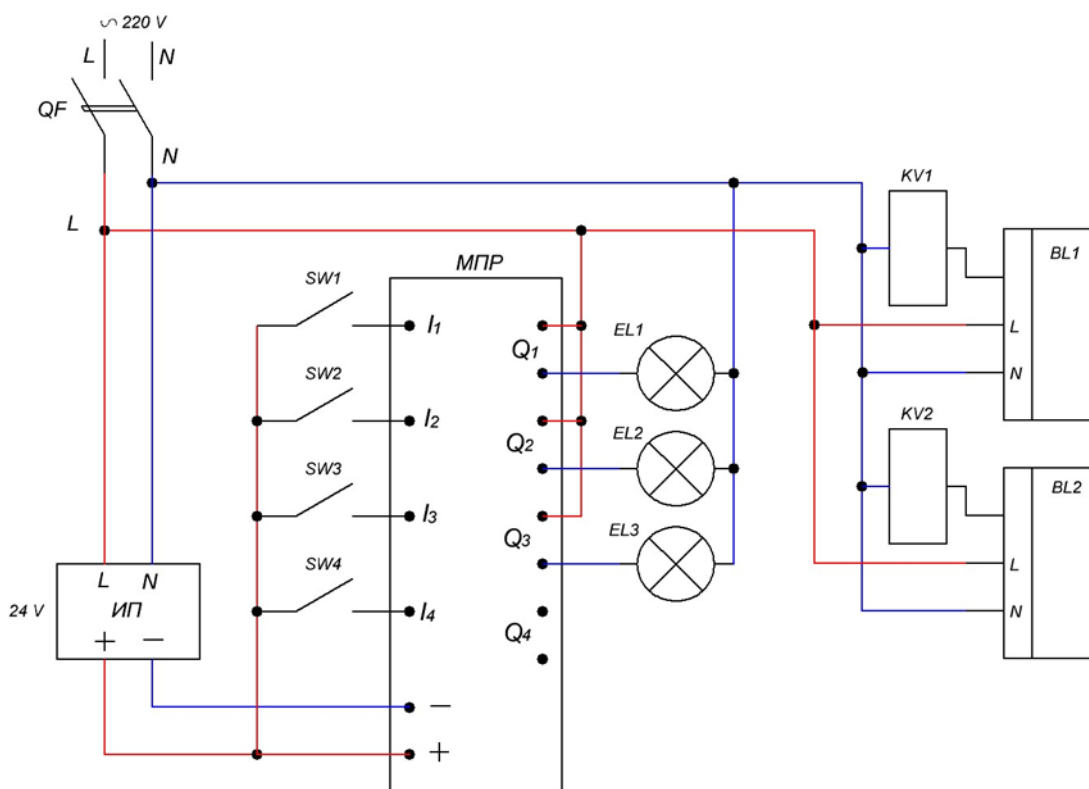 ∽ 220 V
L N
QF
N
L
KV1
BL1
МПР
SW1
I1
Q1
EL1
L
N
SW2
I2
Q2
EL2
KV2
BL2
SW3
I3
Q3
EL3
L
N
SW4
I4
Q4
24 V
L N
ИП
+ −
−
+